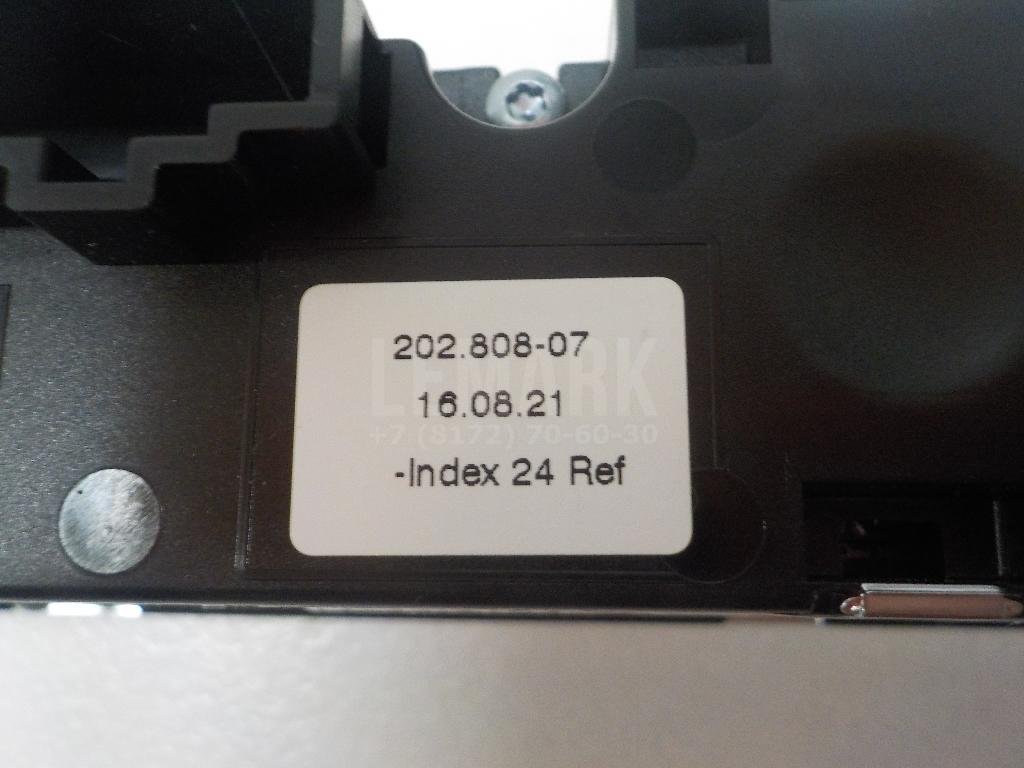 202.808-07
LEMARK
16.08.21
+7 (8172) 70-60-30
-Index 24 Ref